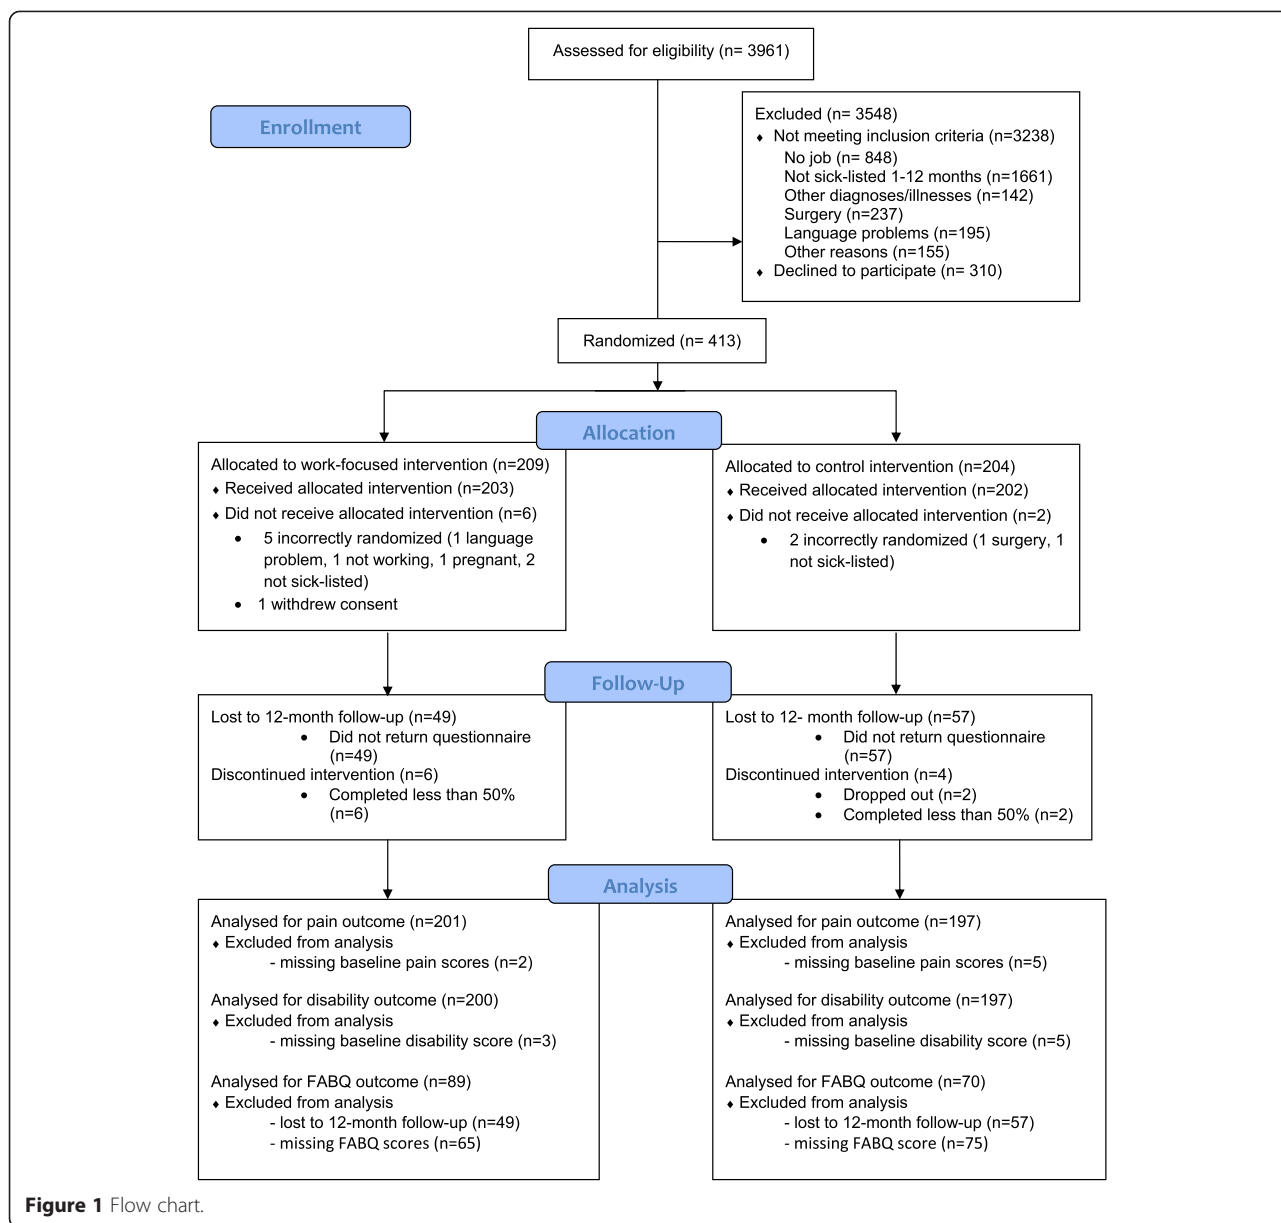 Assessed for eligibility (n= 3961)
Enrollment
Excluded (n= 3548)
♦ Not meeting inclusion criteria (n=3238)
No job (n= 848)
Not sick-listed 1-12 months (n=1661)
Other diagnoses/illnesses (n=142)
Surgery (n=237)
Language problems (n=195)
Other reasons (n=155)
♦ Declined to participate (n= 310)
Randomized (n= 413)
Allocation
Allocated to work-focused intervention (n=209)
♦ Received allocated intervention (n=203)
♦ Did not receive allocated intervention (n=6)
• 5 incorrectly randomized (1 language
problem, 1 not working, 1 pregnant, 2
not sick-listed)
• 1 withdrew consent
Allocated to control intervention (n=204)
♦ Received allocated intervention (n=202)
♦ Did not receive allocated intervention (n=2)
• 2 incorrectly randomized (1 surgery, 1
not sick-listed)
Follow-Up
Lost to 12-month follow-up (n=49)
• Did not return questionnaire
(n=49)
Discontinued intervention (n=6)
• Completed less than 50%
(n=6)
Lost to 12- month follow-up (n=57)
• Did not return questionnaire
(n=57)
Discontinued intervention (n=4)
• Dropped out (n=2)
• Completed less than 50% (n=2)
Analysis
Analysed for pain outcome (n=201)
♦ Excluded from analysis
- missing baseline pain scores (n=2)
Analysed for disability outcome (n=200)
♦ Excluded from analysis
- missing baseline disability score (n=3)
Analysed for FABQ outcome (n=89)
♦ Excluded from analysis
- lost to 12-month follow-up (n=49)
- missing FABQ scores (n=65)
Analysed for pain outcome (n=197)
♦ Excluded from analysis
- missing baseline pain scores (n=5)
Analysed for disability outcome (n=197)
♦ Excluded from analysis
- missing baseline disability score (n=5)
Analysed for FABQ outcome (n=70)
♦ Excluded from analysis
- lost to 12-month follow-up (n=57)
- missing FABQ score (n=75)
Figure 1 Flow chart.